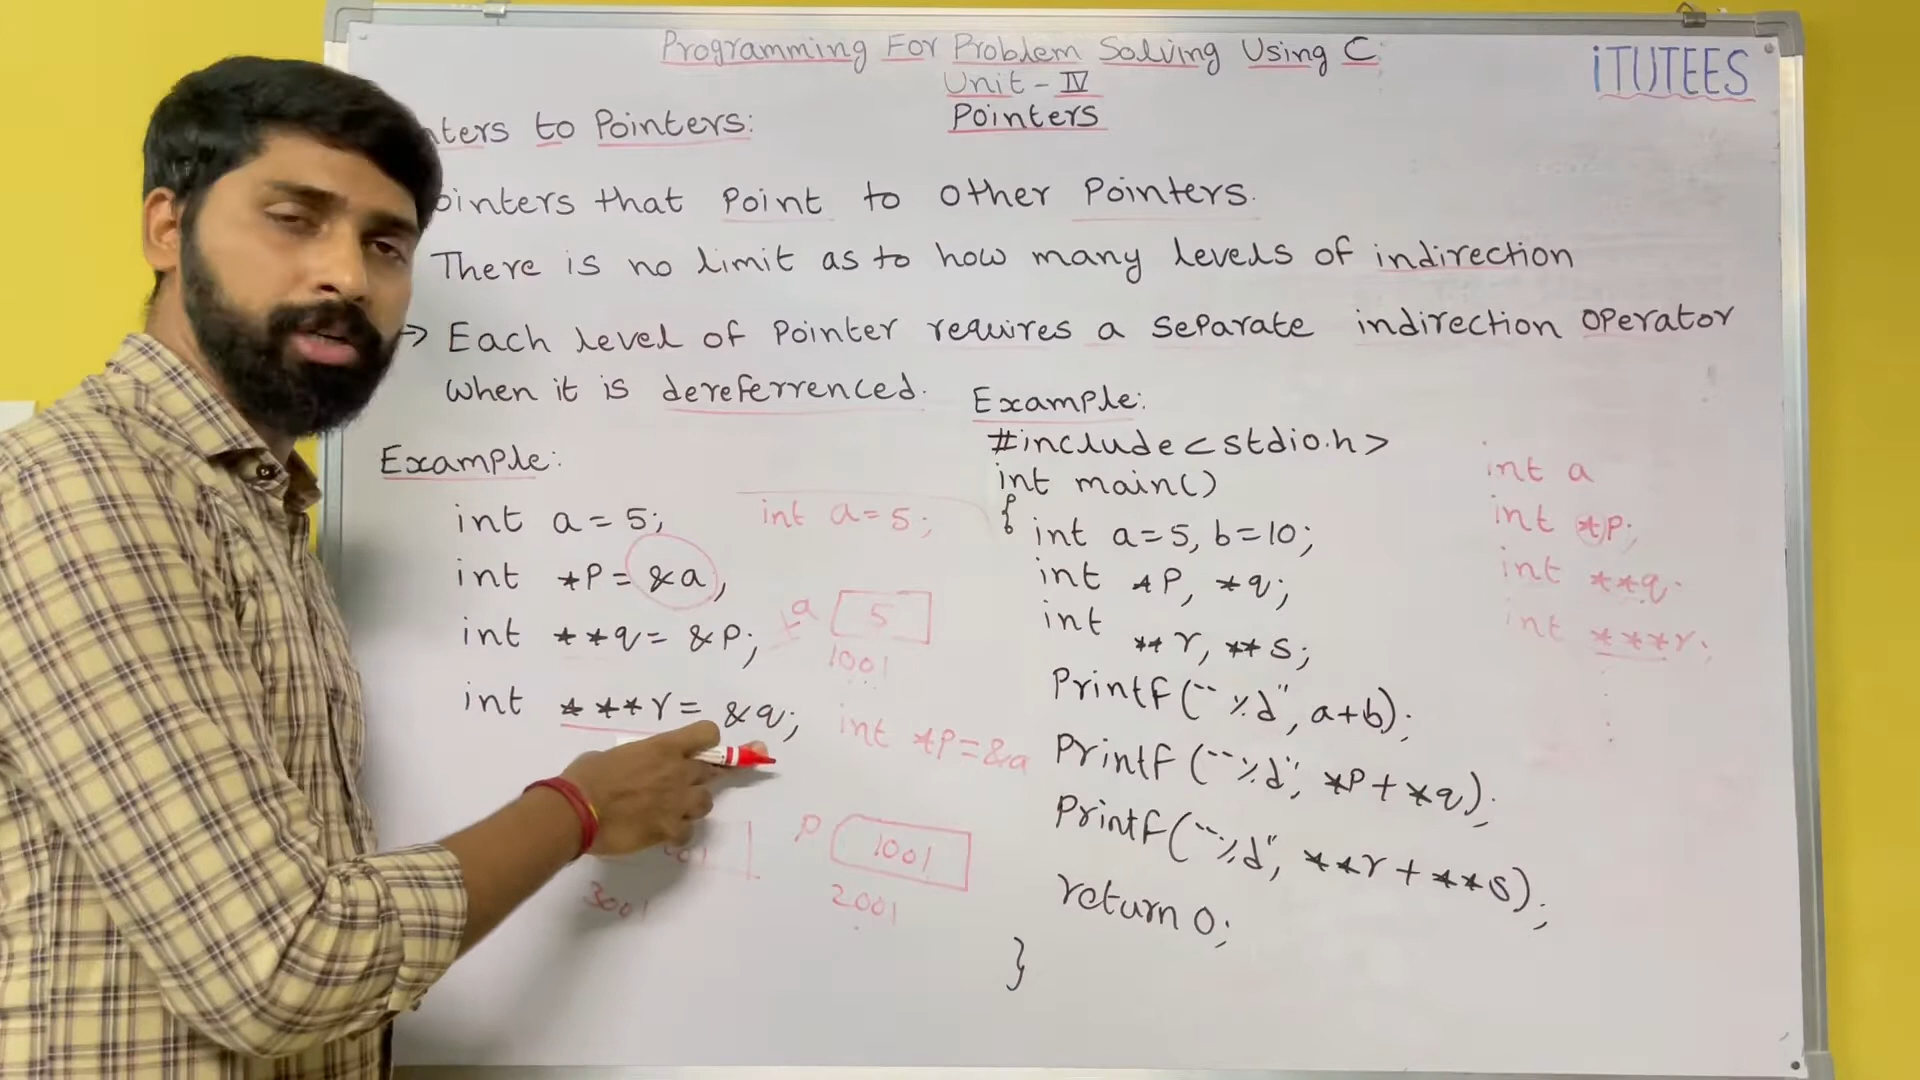 Programming For Problem Solving Using C
iTUTEES
Unit - IV
Pointers
to Pointers:
that Point to other Pointers.
There is no limit as to how many levels of indirection
→ Each level of Pointer requires a separate indirection operator
when it is dereferrenced.
Example:
int a = 5;
int *P = &a,
int **q = &P;
int ***r = &q;
int a = 5;
a 5
1001
int *P = &a
P 1001
2001
3001
Example:
#include < stdio.h >
int main()
{ int a=5, b=10;
int *P, *q;
int **r, **s;
Printf("%d", a+b);
Printf("%d", *P + *q);
Printf("%d", **r + **s);
return 0;
}
int a
int *P;
int **q.
int ***r;